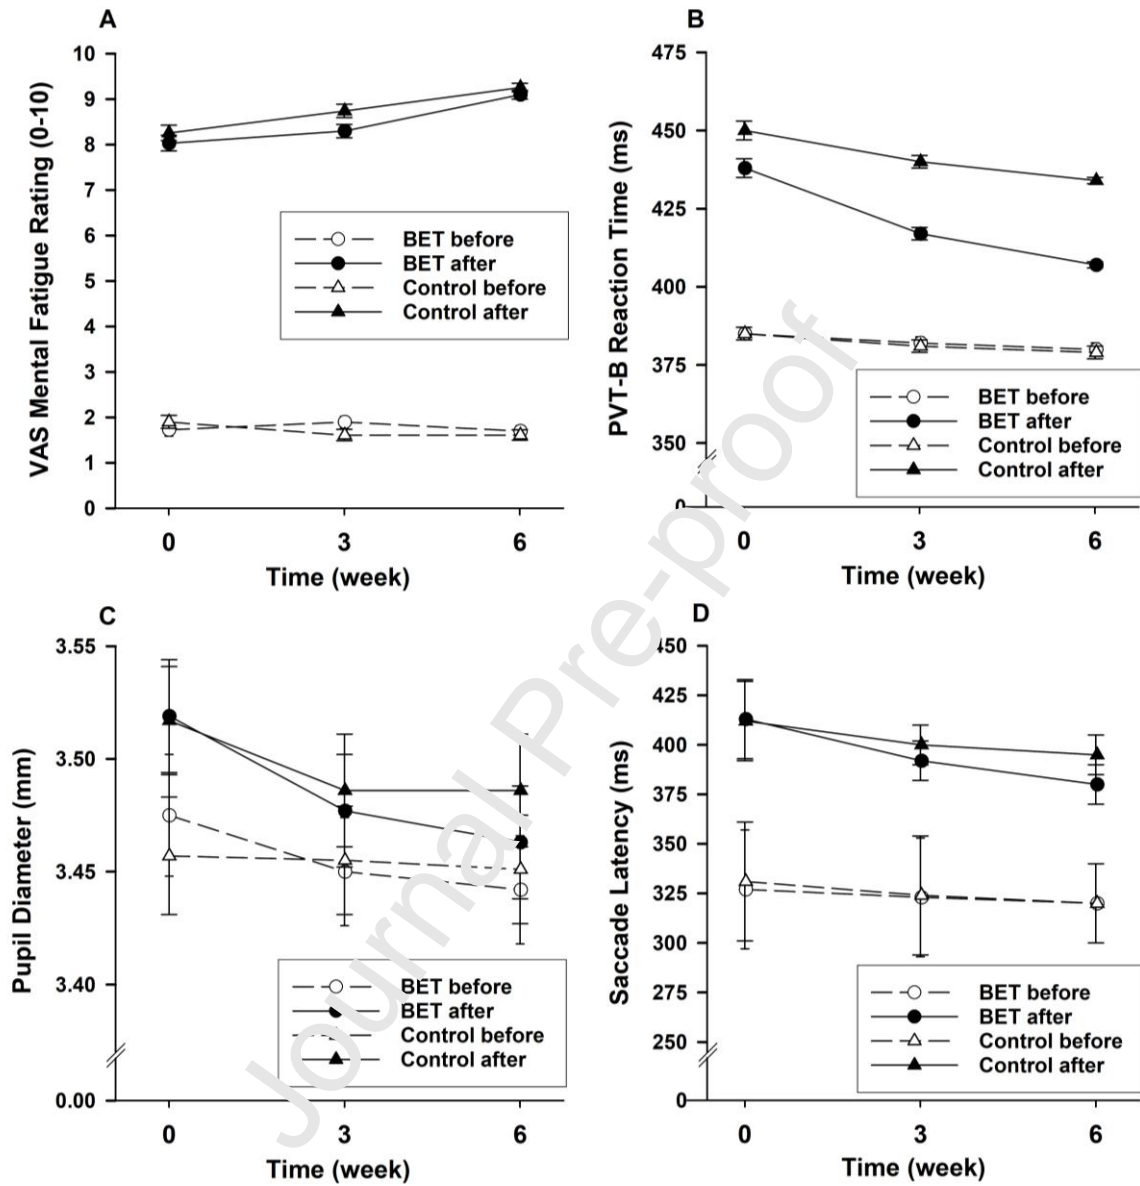 A
VAS Mental Fatigue Rating (0-10)
10
9
8
7
6
5
4
3
2
1
0
BET before
BET after
Control before
Control after
0 3 6
Time (week)
B
PVT-B Reaction Time (ms)
475
450
425
400
375
350
0
BET before
BET after
Control before
Control after
0 3 6
Time (week)
C
Pupil Diameter (mm)
3.55
3.50
3.45
3.40
0.00
BET before
BET after
Control before
Control after
0 3 6
Time (week)
D
Saccade Latency (ms)
450
425
400
375
350
325
300
275
250
0
BET before
BET after
Control before
Control after
0 3 6
Time (week)
Journal Pre-proof